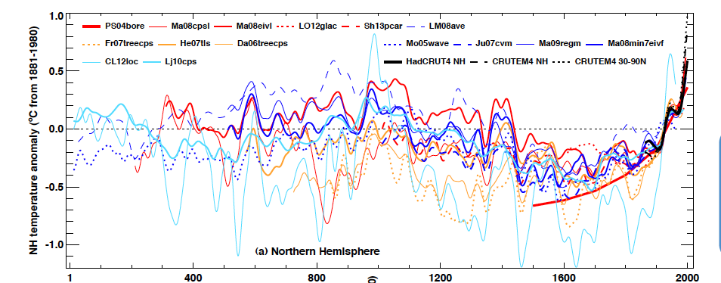 NH temperature anomaly (ºC from 1881-1980)
1.0
0.5
0.0
-0.5
-1.0
PS04bore Ma08cpsl Ma08eivl LO12glac Sh13pcar LM08ave
Fr07treecps He07tls Da06treecps Mo05wave Ju07cvm Ma09regm Ma08min7eivf
CL12loc Lj10cps HadCRUT4 NH CRUTEM4 NH CRUTEM4 30-90N
(a) Northern Hemisphere
1 400 800 1200 1600 2000